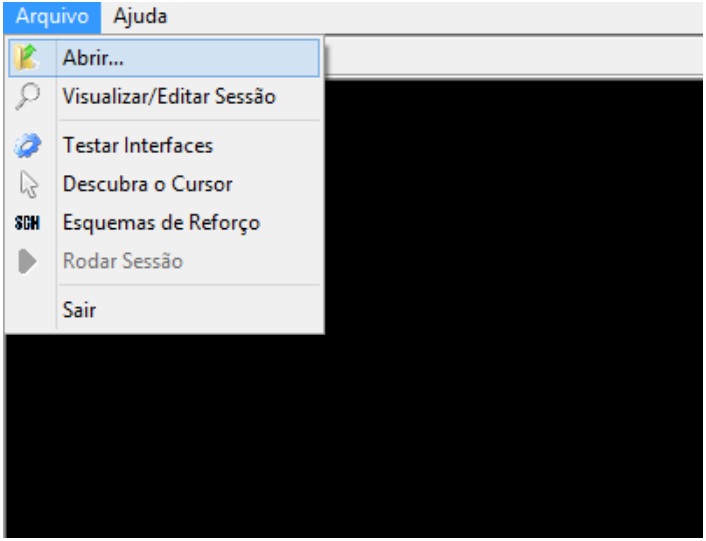 Arquivo Ajuda
Abrir...
Visualizar/Editar Sessão
Testar Interfaces
Descubra o Cursor
SCH Esquemas de Reforço
Rodar Sessão
Sair